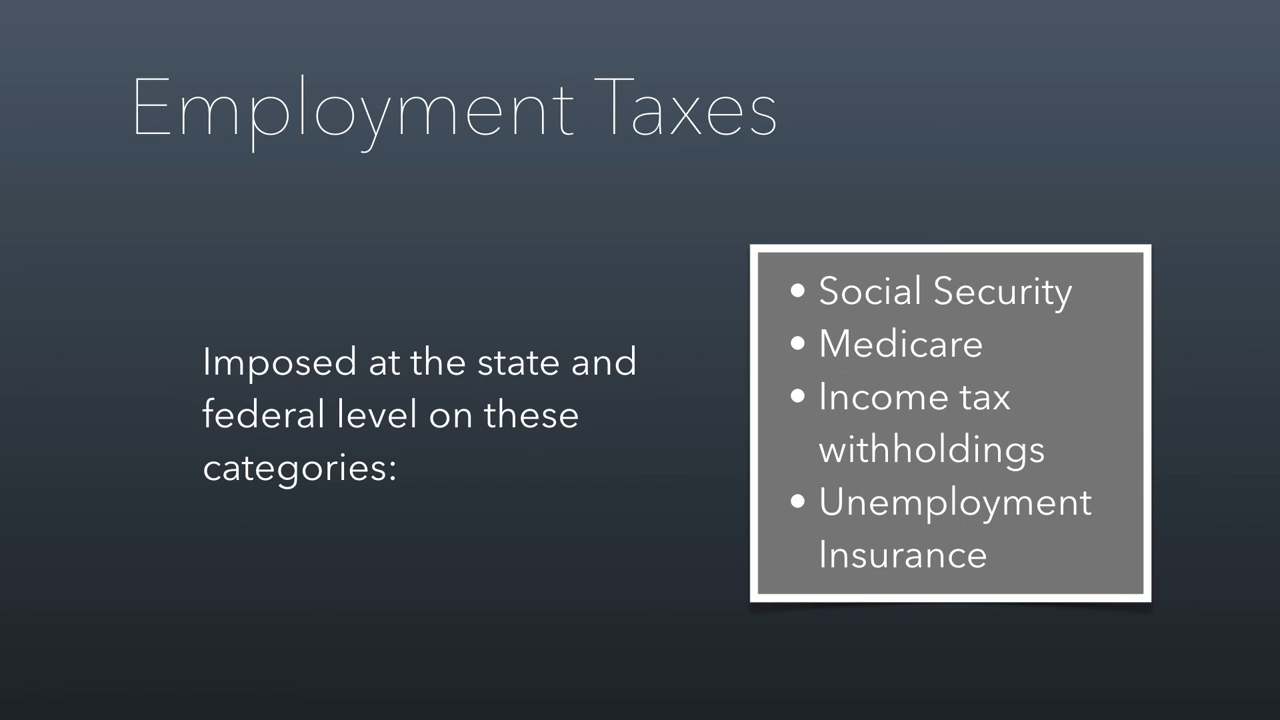 Employment Taxes
Imposed at the state and
federal level on these
categories:
• Social Security
• Medicare
• Income tax
withholdings
• Unemployment
Insurance